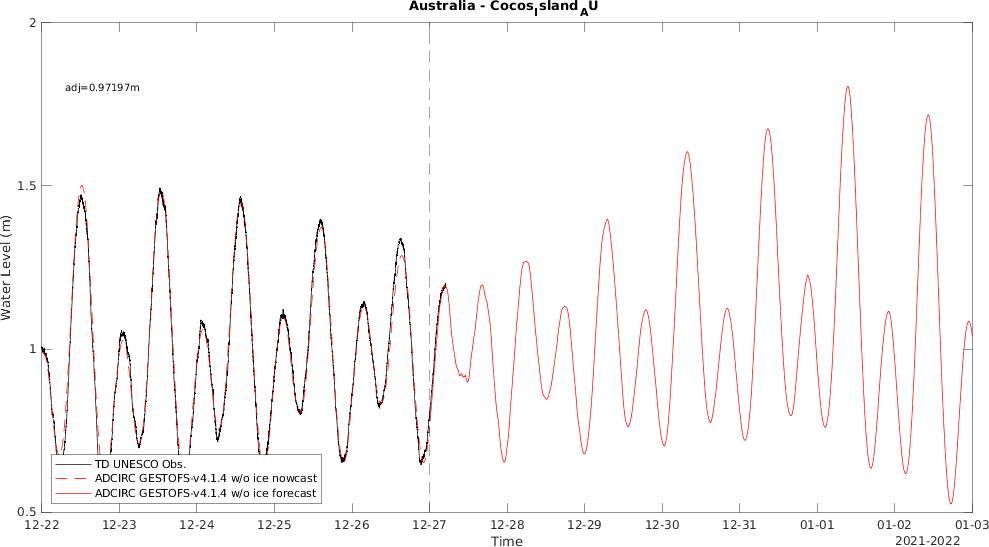 Australia - Cocos_Island_AU
2
adj=0.97197m
1.5
Water Level (m)
1
TD UNESCO Obs.
ADCIRC GESTOFS-v4.1.4 w/o ice nowcast
ADCIRC GESTOFS-v4.1.4 w/o ice forecast
0.5
12-22 12-23 12-24 12-25 12-26 12-27 12-28 12-29 12-30 12-31 01-01 01-02 01-03
Time
2021-2022